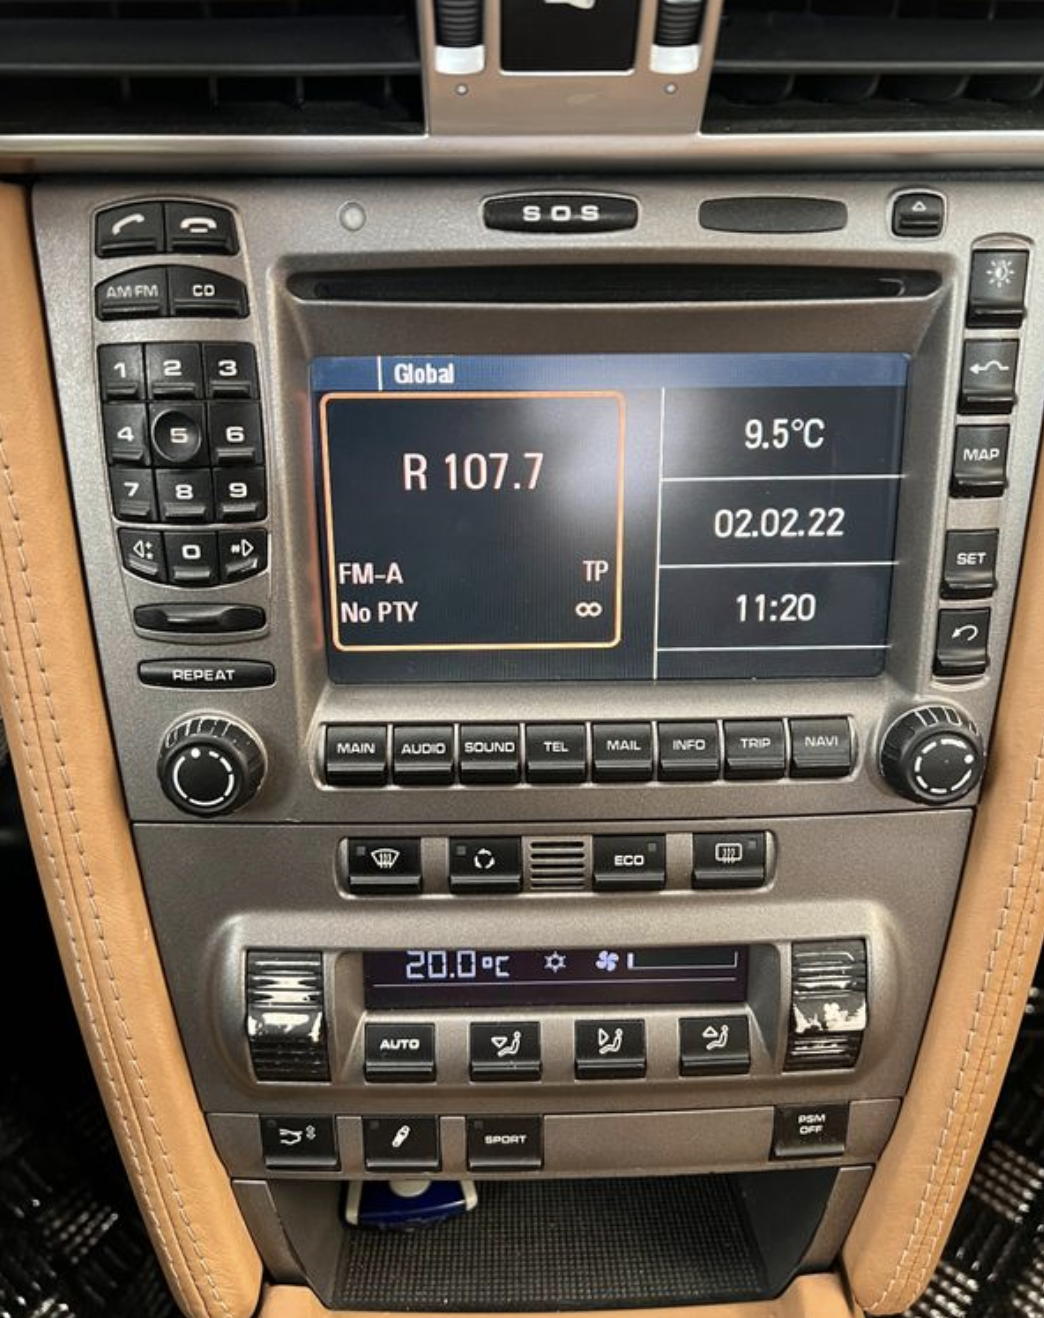 SOS
AM FM CD
1 2 3
4 5 6
7 8 9
0
REPEAT
Global
R 107.7
FM-A TP
No PTY ∞
9.5°C
02.02.22
11:20
MAP
SET
MAIN AUDIO SOUND TEL MAIL INFO TRIP NAVI
ECO
20.0°C
AUTO
SPORT
PSM
OFF